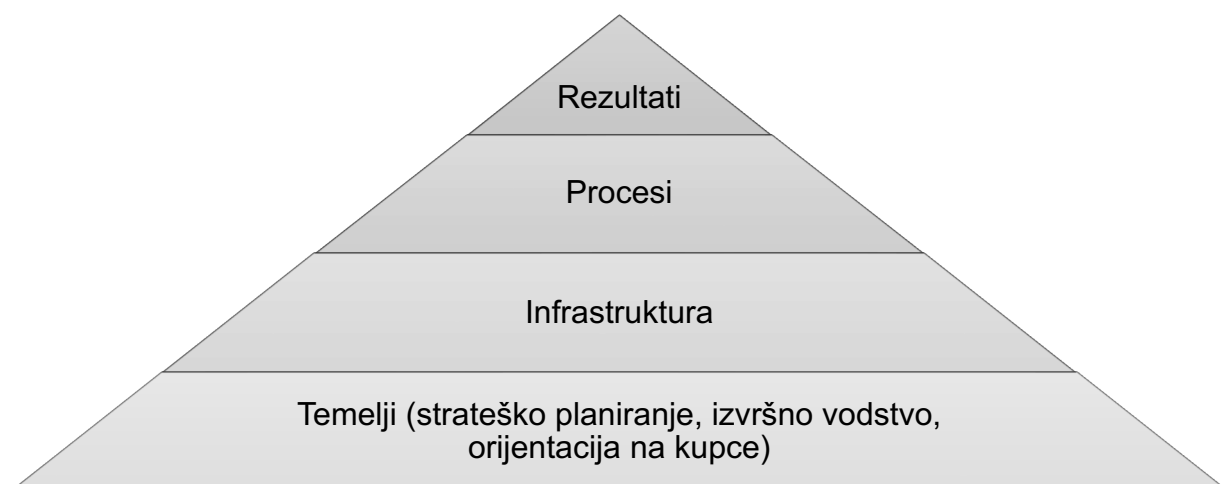 Rezultati
Procesi
Infrastruktura
Temelji (strateško planiranje, izvršno vodstvo,
orijentacija na kupce)